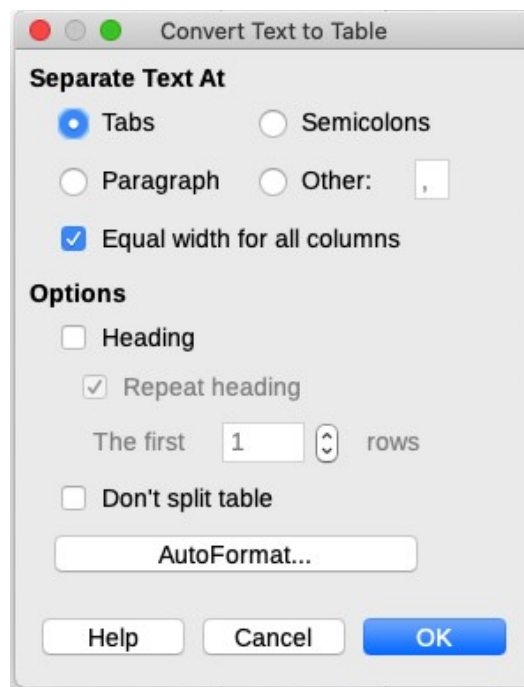 Convert Text to Table
Separate Text At
Tabs Semicolons
Paragraph Other: ,
Equal width for all columns
Options
Heading
Repeat heading
The first 1 rows
Don't split table
AutoFormat...
Help Cancel OK